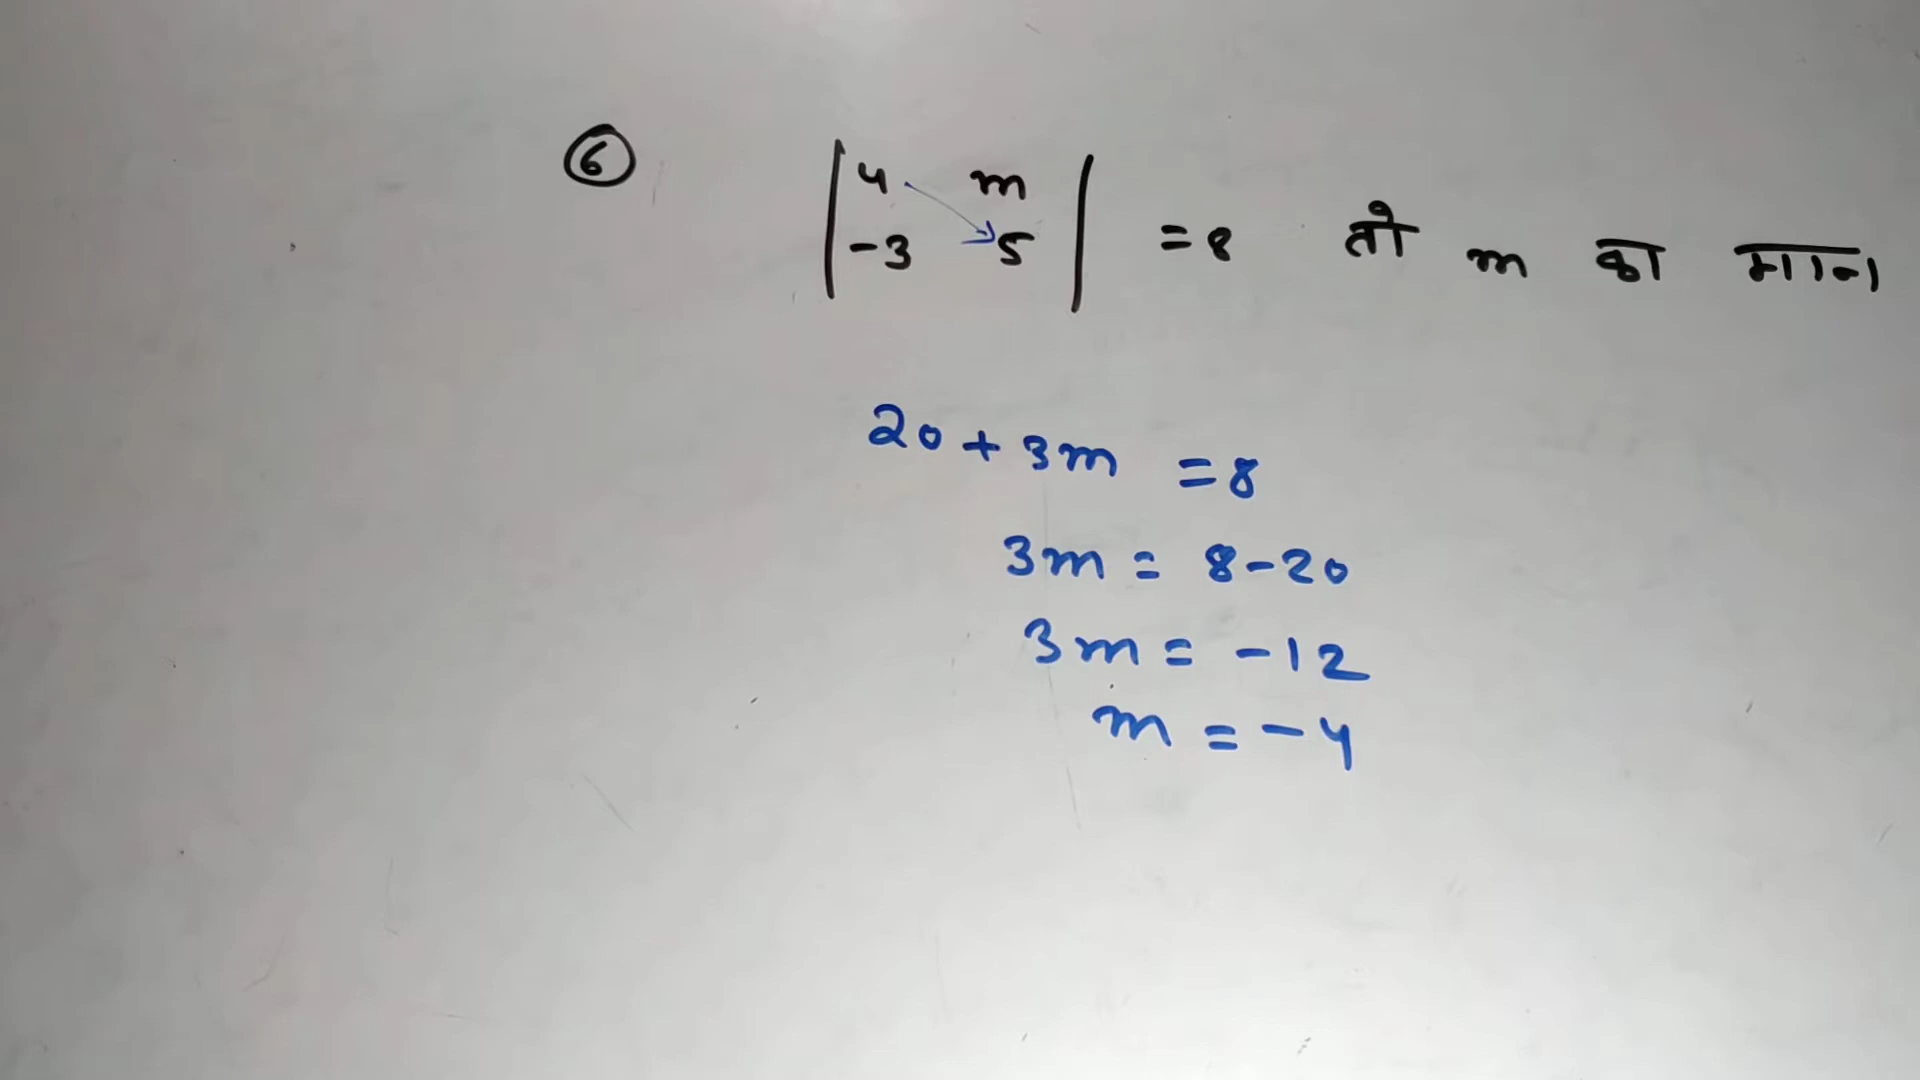 ⑥ | 4 m | = 8 तो m का मान
| -3 5 |
20 + 3m = 8
3m = 8 - 20
3m = -12
m = -4